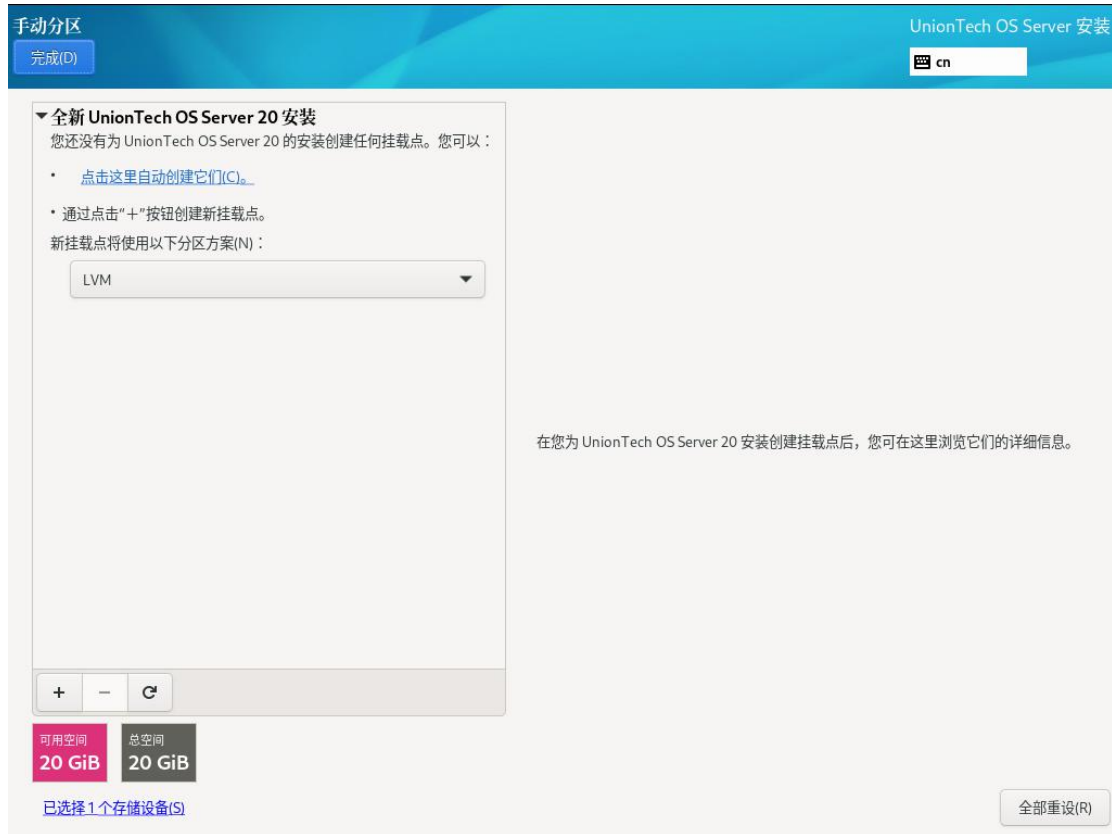 手动分区
完成(D)
UnionTech OS Server 安装
cn
全新 UnionTech OS Server 20 安装
您还没有为 UnionTech OS Server 20 的安装创建任何挂载点。您可以：
• 点击这里自动创建它们(C)。
• 通过点击“＋”按钮创建新挂载点。
新挂载点将使用以下分区方案(N)：
LVM
在您为 UnionTech OS Server 20 安装创建挂载点后，您可在这里浏览它们的详细信息。
+ −
可用空间
20 GiB
总空间
20 GiB
已选择 1 个存储设备(S)
全部重设(R)